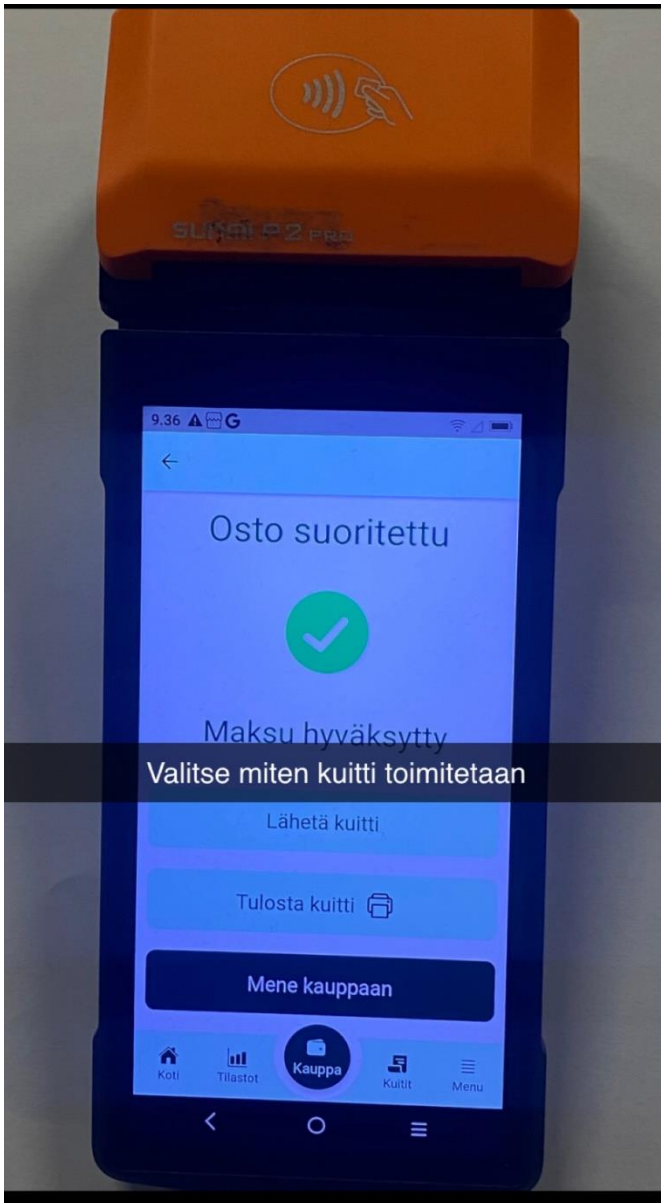 SUNMI P2 PRO
9.36
Osto suoritettu
Maksu hyväksytty
Valitse miten kuitti toimitetaan
Lähetä kuitti
Tulosta kuitti
Mene kauppaan
Koti
Tilastot
Kauppa
Kuitit
Menu